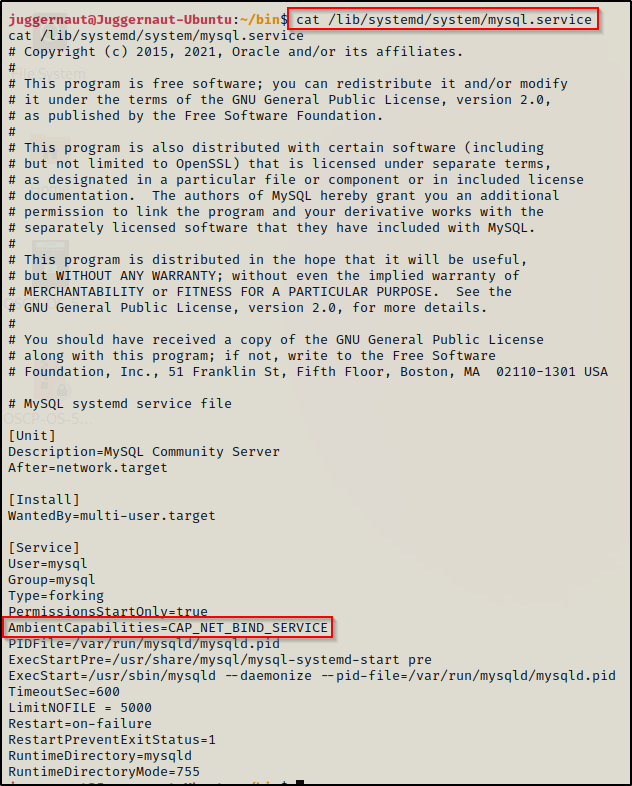 juggernaut@Juggernaut-Ubuntu:~/bin$ cat /lib/systemd/system/mysql.service
cat /lib/systemd/system/mysql.service
# Copyright (c) 2015, 2021, Oracle and/or its affiliates.
#
# This program is free software; you can redistribute it and/or modify
# it under the terms of the GNU General Public License, version 2.0,
# as published by the Free Software Foundation.
#
# This program is also distributed with certain software (including
# but not limited to OpenSSL) that is licensed under separate terms,
# as designated in a particular file or component or in included license
# documentation.  The authors of MySQL hereby grant you an additional
# permission to link the program and your derivative works with the
# separately licensed software that they have included with MySQL.
#
# This program is distributed in the hope that it will be useful,
# but WITHOUT ANY WARRANTY; without even the implied warranty of
# MERCHANTABILITY or FITNESS FOR A PARTICULAR PURPOSE.  See the
# GNU General Public License, version 2.0, for more details.
#
# You should have received a copy of the GNU General Public License
# along with this program; if not, write to the Free Software
# Foundation, Inc., 51 Franklin St, Fifth Floor, Boston, MA  02110-1301 USA

# MySQL systemd service file

[Unit]
Description=MySQL Community Server
After=network.target

[Install]
WantedBy=multi-user.target

[Service]
User=mysql
Group=mysql
Type=forking
PermissionsStartOnly=true
AmbientCapabilities=CAP_NET_BIND_SERVICE
PIDFile=/var/run/mysqld/mysqld.pid
ExecStartPre=/usr/share/mysql/mysql-systemd-start pre
ExecStart=/usr/sbin/mysqld --daemonize --pid-file=/var/run/mysqld/mysqld.pid
TimeoutSec=600
LimitNOFILE = 5000
Restart=on-failure
RestartPreventExitStatus=1
RuntimeDirectory=mysqld
RuntimeDirectoryMode=755